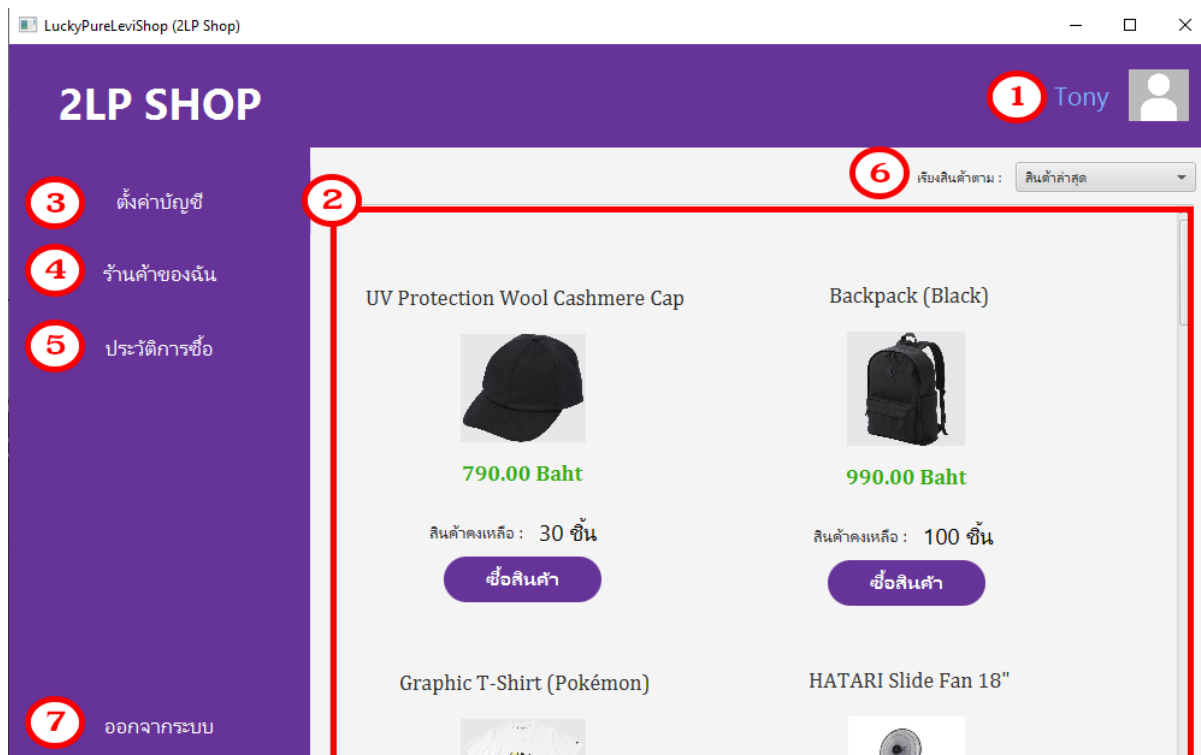 LuckyPureLeviShop (2LP Shop)
2LP SHOP
1 Tony
6 เรียงสินค้าตาม : สินค้าล่าสุด
3 ตั้งค่าบัญชี
2
4 ร้านค้าของฉัน
5 ประวัติการซื้อ
UV Protection Wool Cashmere Cap
790.00 Baht
สินค้าคงเหลือ : 30 ชิ้น
ซื้อสินค้า
Backpack (Black)
990.00 Baht
สินค้าคงเหลือ : 100 ชิ้น
ซื้อสินค้า
Graphic T-Shirt (Pokémon)
HATARI Slide Fan 18"
7 ออกจากระบบ